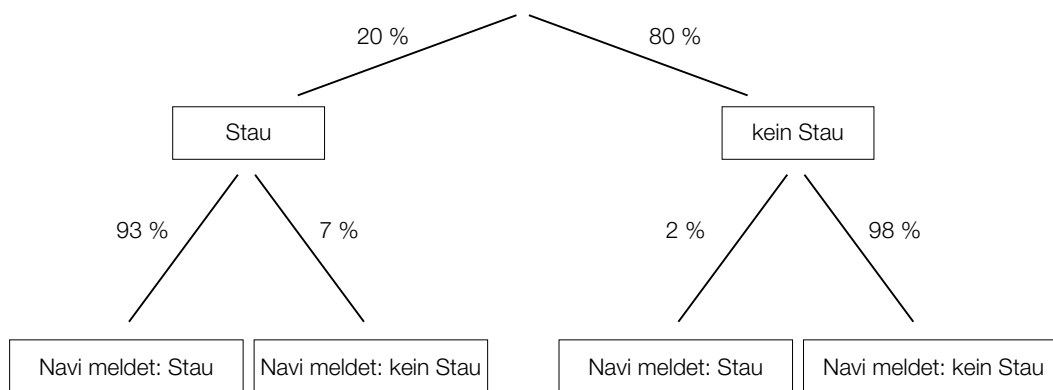 20 % 80 %
Stau kein Stau
93 % 7 % 2 % 98 %
Navi meldet: Stau Navi meldet: kein Stau Navi meldet: Stau Navi meldet: kein Stau